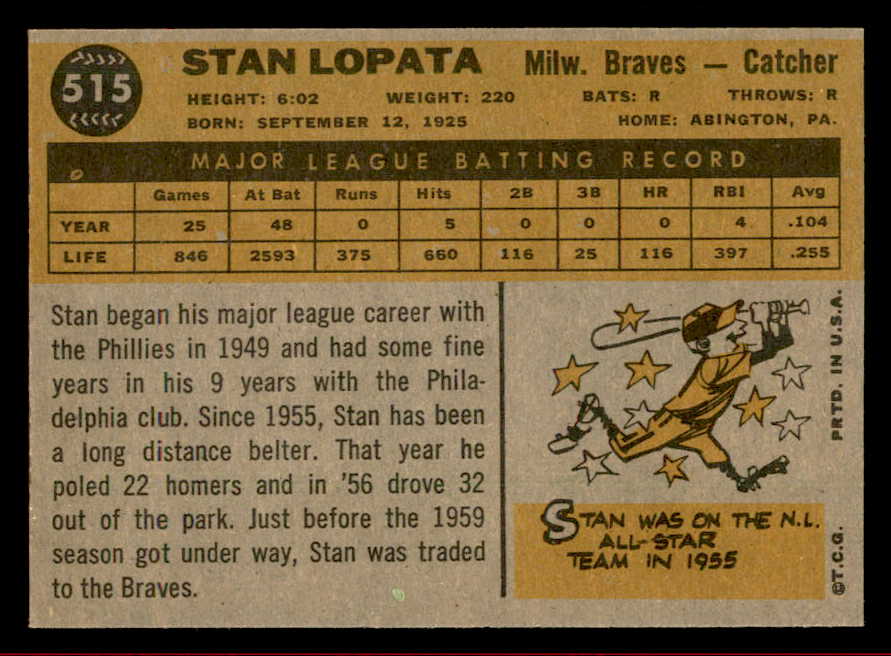 515
STAN LOPATA Milw. Braves — Catcher
HEIGHT: 6:02 WEIGHT: 220 BATS: R THROWS: R
BORN: SEPTEMBER 12, 1925 HOME: ABINGTON, PA.
MAJOR LEAGUE BATTING RECORD
Games At Bat Runs Hits 2B 3B HR RBI Avg
YEAR 25 48 0 5 0 0 0 4 .104
LIFE 846 2593 375 660 116 25 116 397 .255
Stan began his major league career with
the Phillies in 1949 and had some fine
years in his 9 years with the Phila-
delphia club. Since 1955, Stan has been
a long distance belter. That year he
poled 22 homers and in '56 drove 32
out of the park. Just before the 1959
season got under way, Stan was traded
to the Braves.
STAN WAS ON THE N.L.
ALL-STAR
TEAM IN 1955
©T.C.G. PRTD. IN U.S.A.